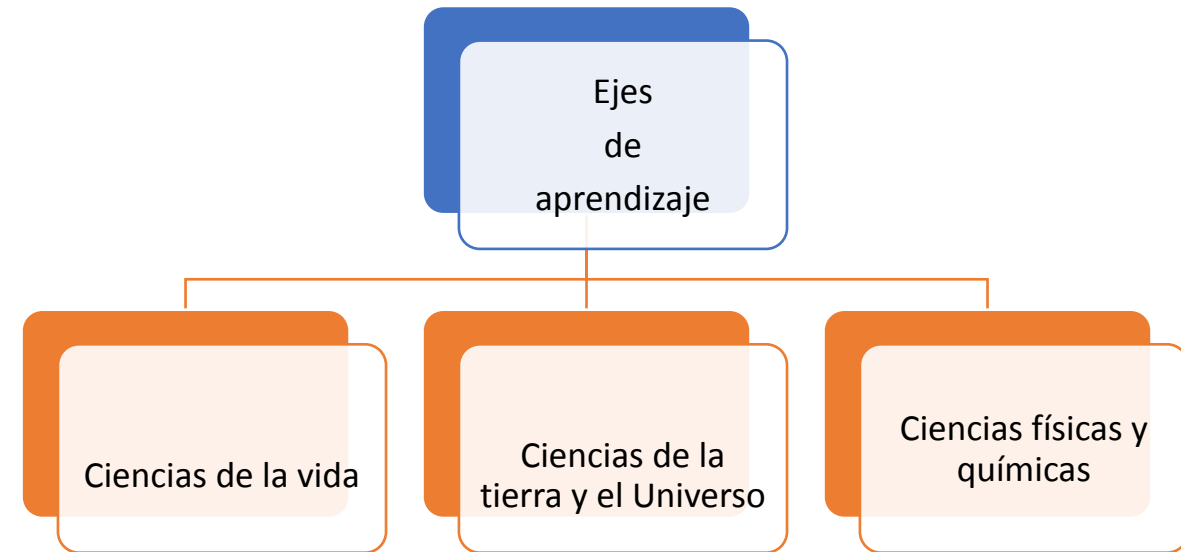 Ejes
de
aprendizaje
Ciencias de la vida
Ciencias de la
tierra y el Universo
Ciencias físicas y
químicas